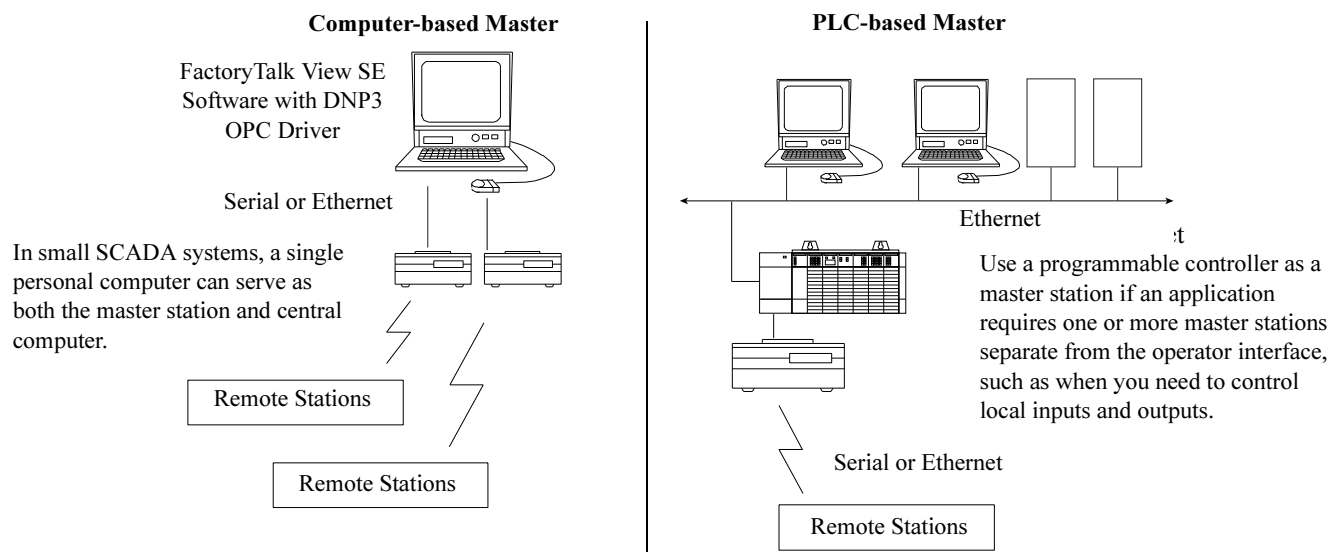 Computer-based Master
FactoryTalk View SE
Software with DNP3
OPC Driver
Serial or Ethernet
In small SCADA systems, a single
personal computer can serve as
both the master station and central
computer.
Remote Stations
Remote Stations
PLC-based Master
Ethernet
et
Use a programmable controller as a
master station if an application
requires one or more master stations
separate from the operator interface,
such as when you need to control
local inputs and outputs.
Serial or Ethernet
Remote Stations